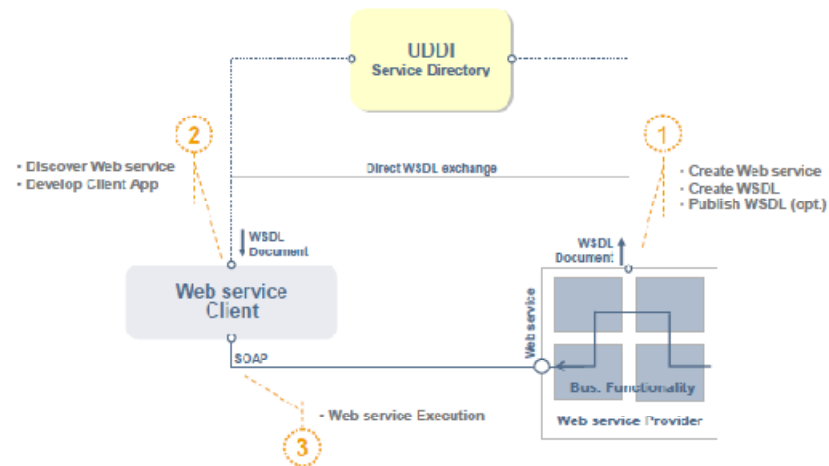 UDDI
Service Directory
2
1
- Discover Web service
- Develop Client App
Direct WSDL exchange
- Create Web service
- Create WSDL
- Publish WSDL (opt.)
WSDL
Document
WSDL
Document
Web service
Client
Web service
SOAP
Bus. Functionality
- Web service Execution
Web service Provider
3